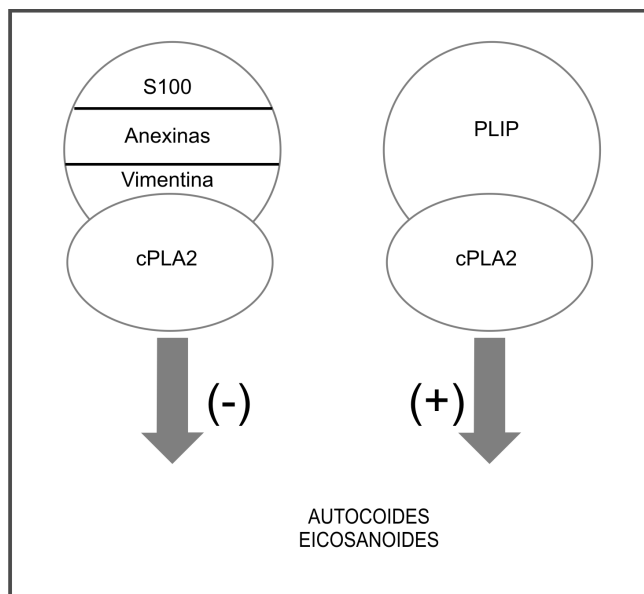 S100
Anexinas
Vimentina
cPLA2
PLIP
cPLA2
(-)
(+)
AUTOCOIDES
EICOSANOIDES